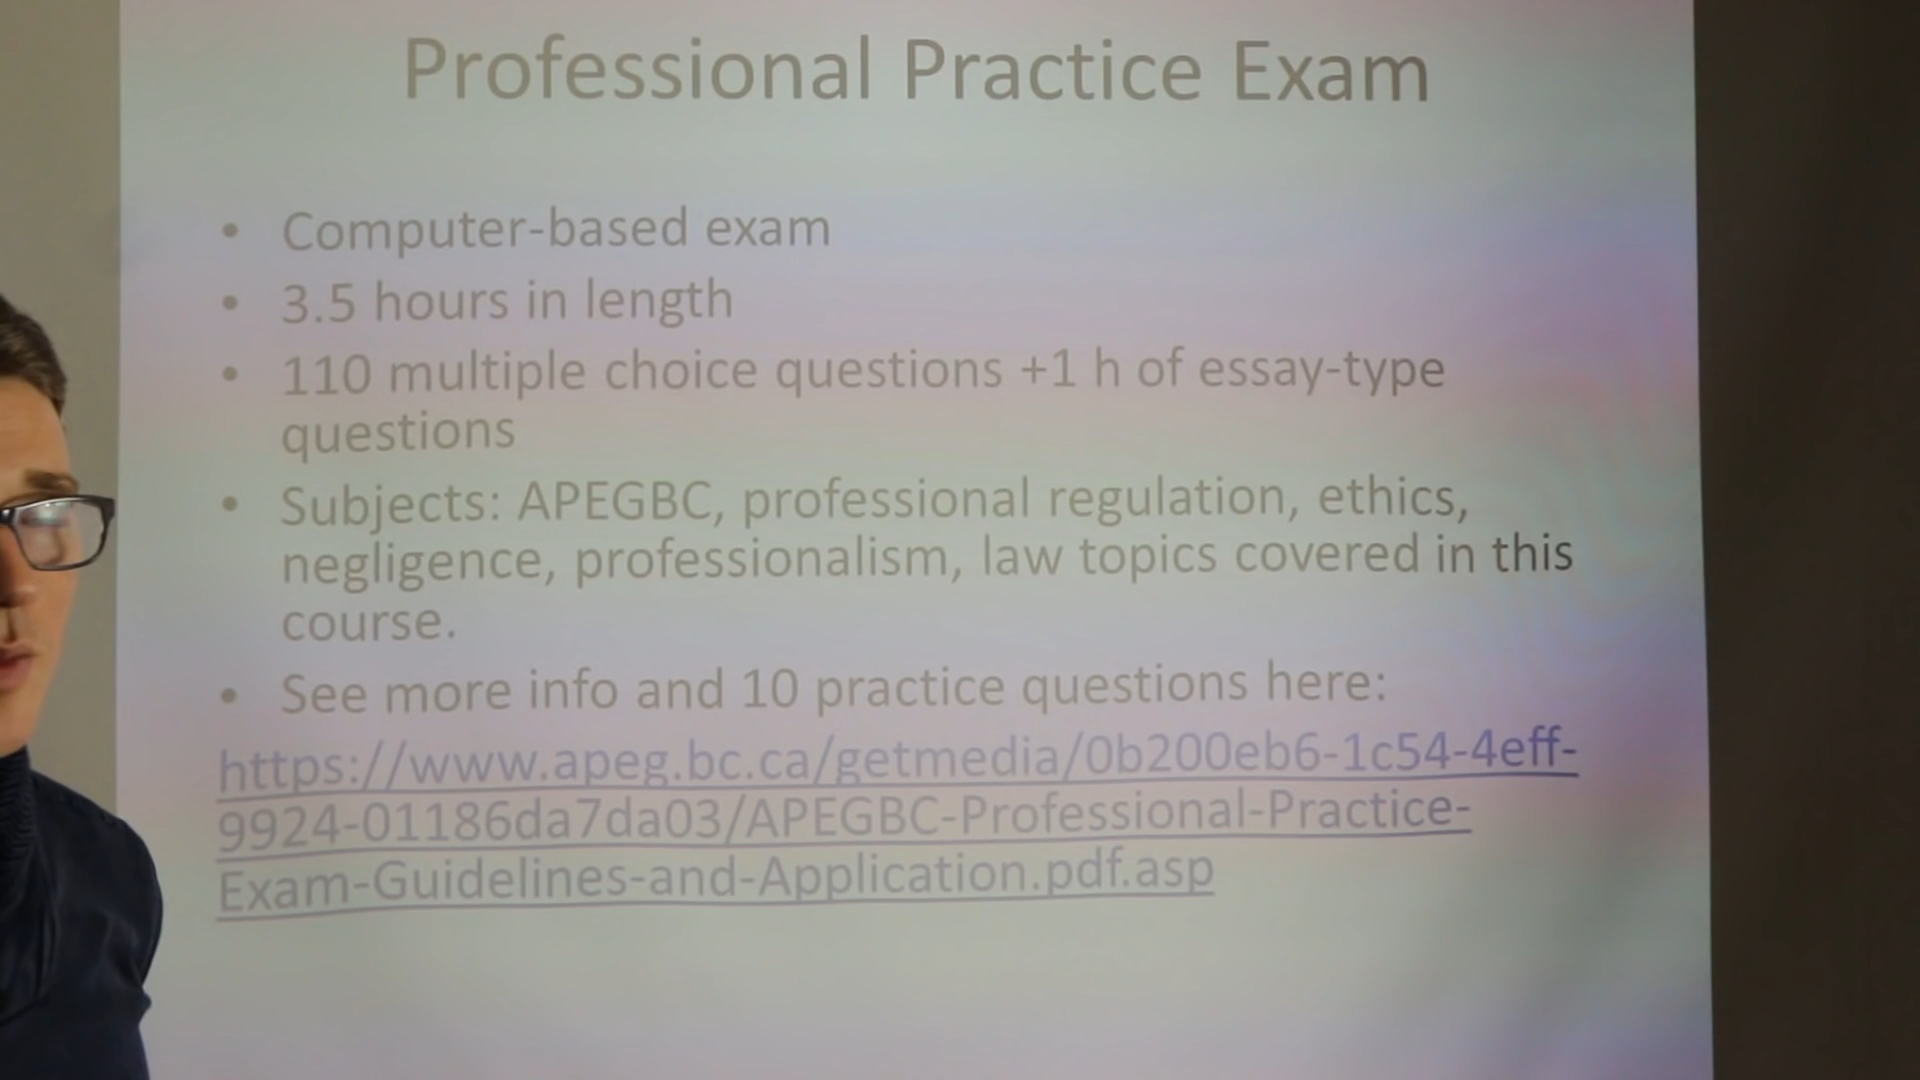 Professional Practice Exam
• Computer-based exam
• 3.5 hours in length
• 110 multiple choice questions +1 h of essay-type
questions
• Subjects: APEGBC, professional regulation, ethics,
negligence, professionalism, law topics covered in this
course.
• See more info and 10 practice questions here:
https://www.apeg.bc.ca/getmedia/0b200eb6-1c54-4eff-
9924-01186da7da03/APEGBC-Professional-Practice-
Exam-Guidelines-and-Application.pdf.asp